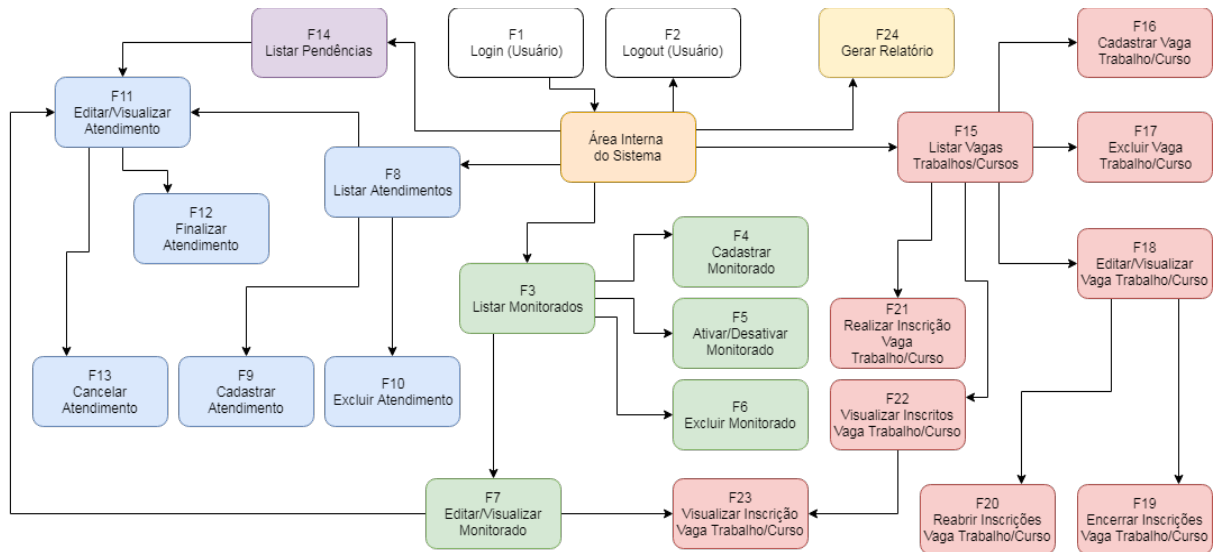 F14
Listar Pendências
F1
Login (Usuário)
F2
Logout (Usuário)
F24
Gerar Relatório
F16
Cadastrar Vaga
Trabalho/Curso
F11
Editar/Visualizar
Atendimento
Área Interna
do Sistema
F15
Listar Vagas
Trabalhos/Cursos
F17
Excluir Vaga
Trabalho/Curso
F8
Listar Atendimentos
F12
Finalizar
Atendimento
F4
Cadastrar
Monitorado
F18
Editar/Visualizar
Vaga Trabalho/Curso
F3
Listar Monitorados
F5
Ativar/Desativar
Monitorado
F21
Realizar Inscrição
Vaga
Trabalho/Curso
F13
Cancelar
Atendimento
F9
Cadastrar
Atendimento
F10
Excluir Atendimento
F6
Excluir Monitorado
F22
Visualizar Inscritos
Vaga Trabalho/Curso
F7
Editar/Visualizar
Monitorado
F23
Visualizar Inscrição
Vaga Trabalho/Curso
F20
Reabrir Inscrições
Vaga Trabalho/Curso
F19
Encerrar Inscrições
Vaga Trabalho/Curso